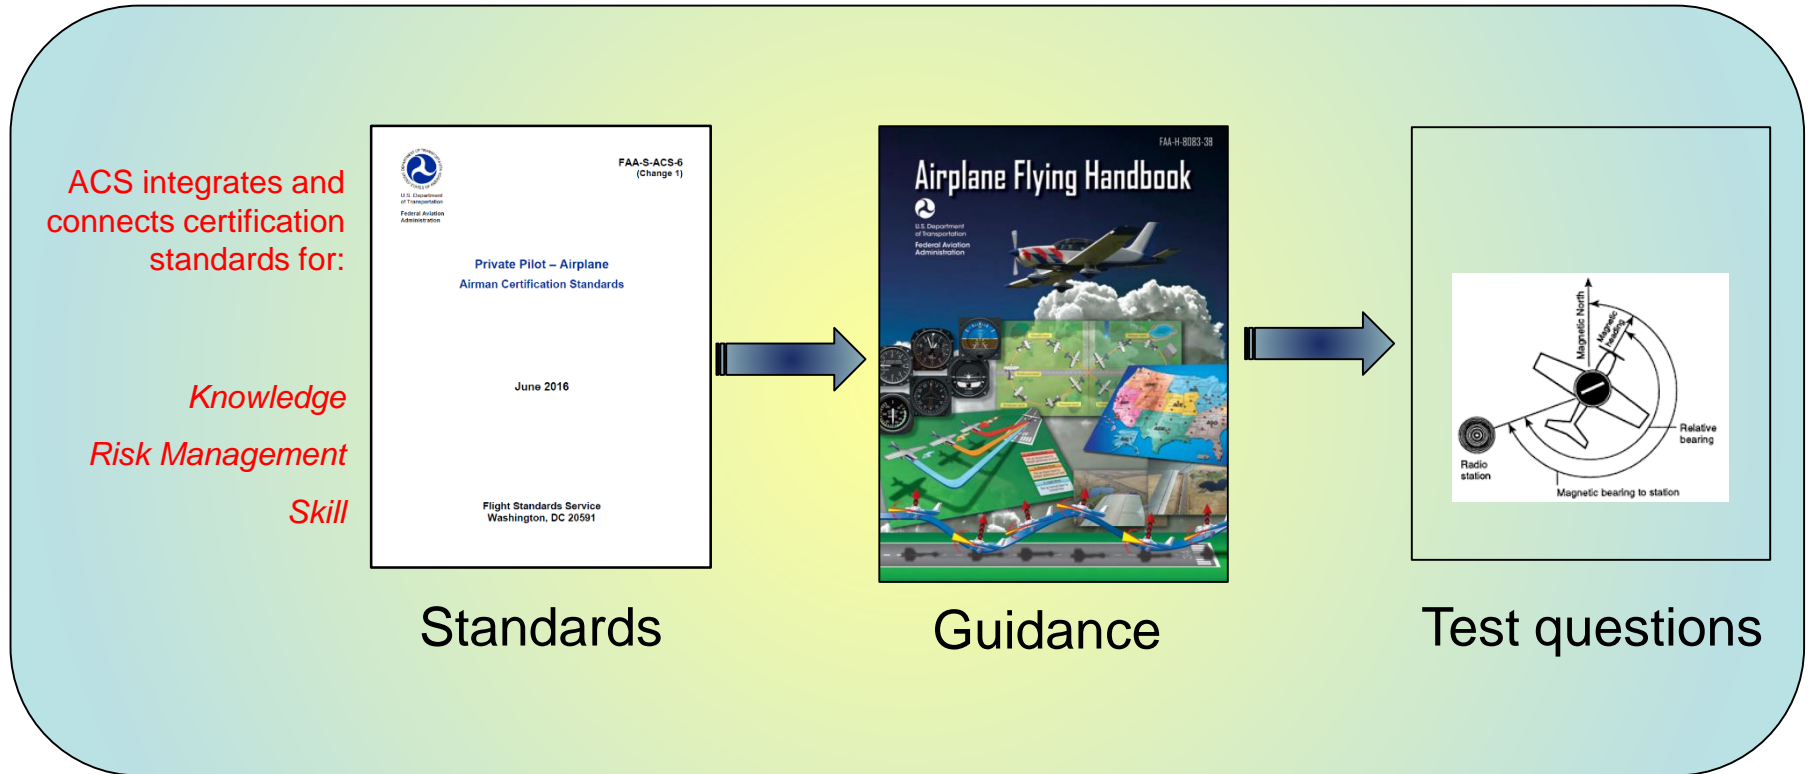 ACS integrates and
connects certification
standards for:
Knowledge
Risk Management
Skill
U.S. Department
of Transportation
Federal Aviation
Administration
FAA-S-ACS-6
(Change 1)
Private Pilot – Airplane
Airman Certification Standards
June 2016
Flight Standards Service
Washington, DC 20591
Standards
FAA-H-8083-3B
Airplane Flying Handbook
U.S. Department
of Transportation
Federal Aviation
Administration
Guidance
Magnetic North
Magnetic
heading
Relative
bearing
Radio
station
Magnetic bearing to station
Test questions